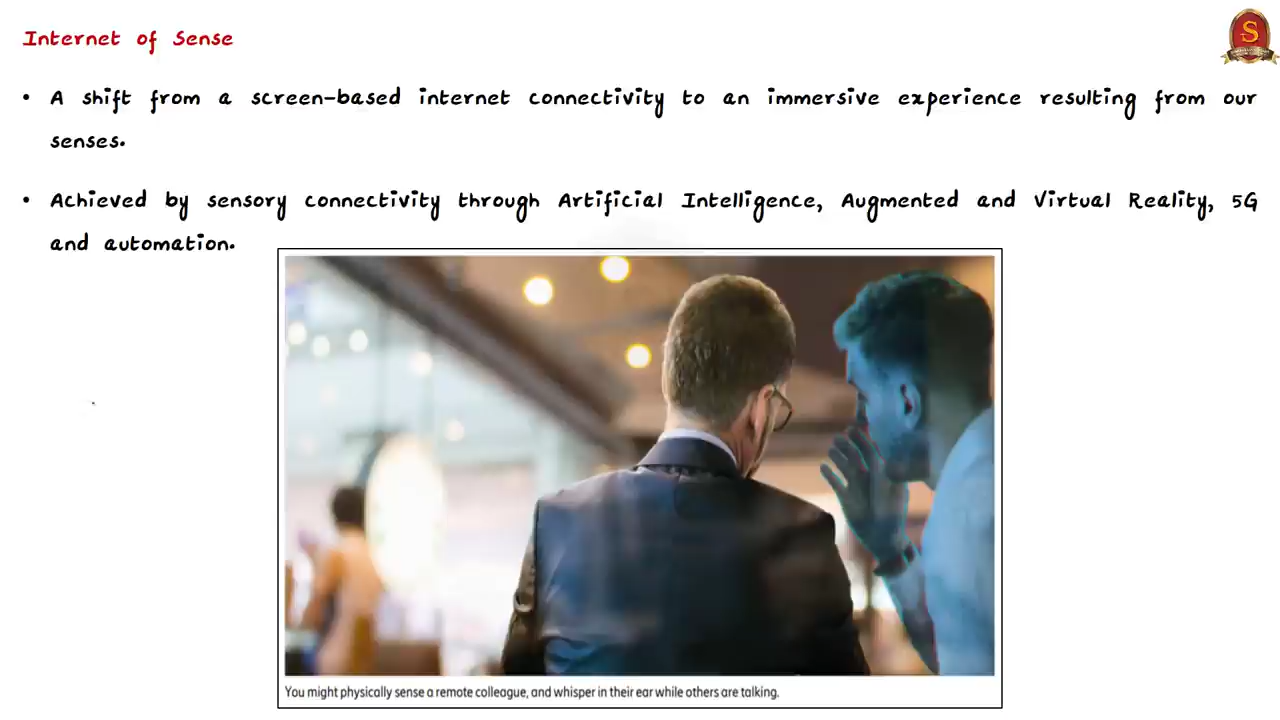 Internet of Sense
S
• A shift from a screen-based internet connectivity to an immersive experience resulting from our
senses.
• Achieved by sensory connectivity through Artificial Intelligence, Augmented and Virtual Reality, 5G
and automation.
You might physically sense a remote colleague, and whisper in their ear while others are talking.